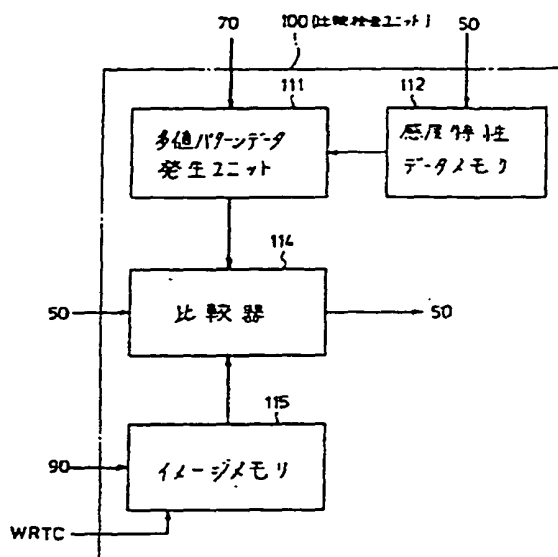 70
100(比較検査ユニット)
50
111
112
多値パターンデータ
発生ユニット
感度特性
データメモリ
114
50
比較器
50
115
90
イメージメモリ
WRTC